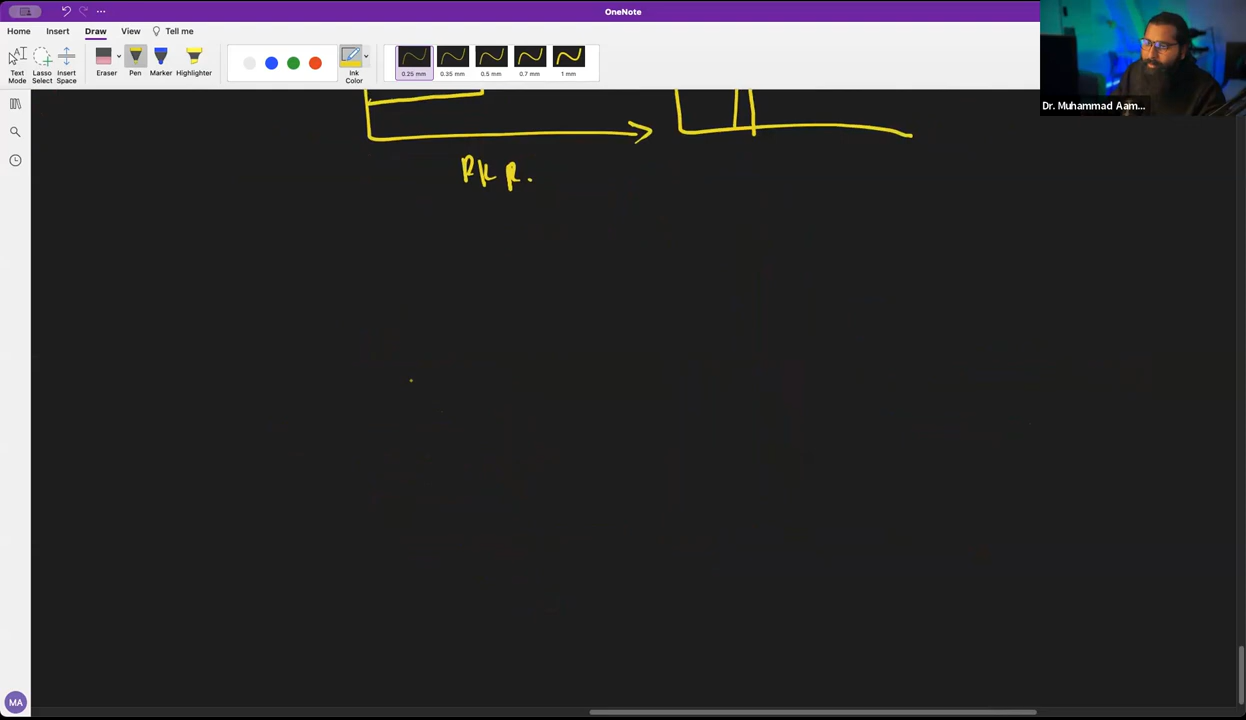 OneNote
Home Insert Draw View Tell me
Text Mode
Lasso Select
Insert Space
Eraser
Pen
Marker
Highlighter
Ink Color
0.25 mm
0.35 mm
0.5 mm
0.7 mm
1 mm
Dr. Muhammad Aam...
PKR.
MA